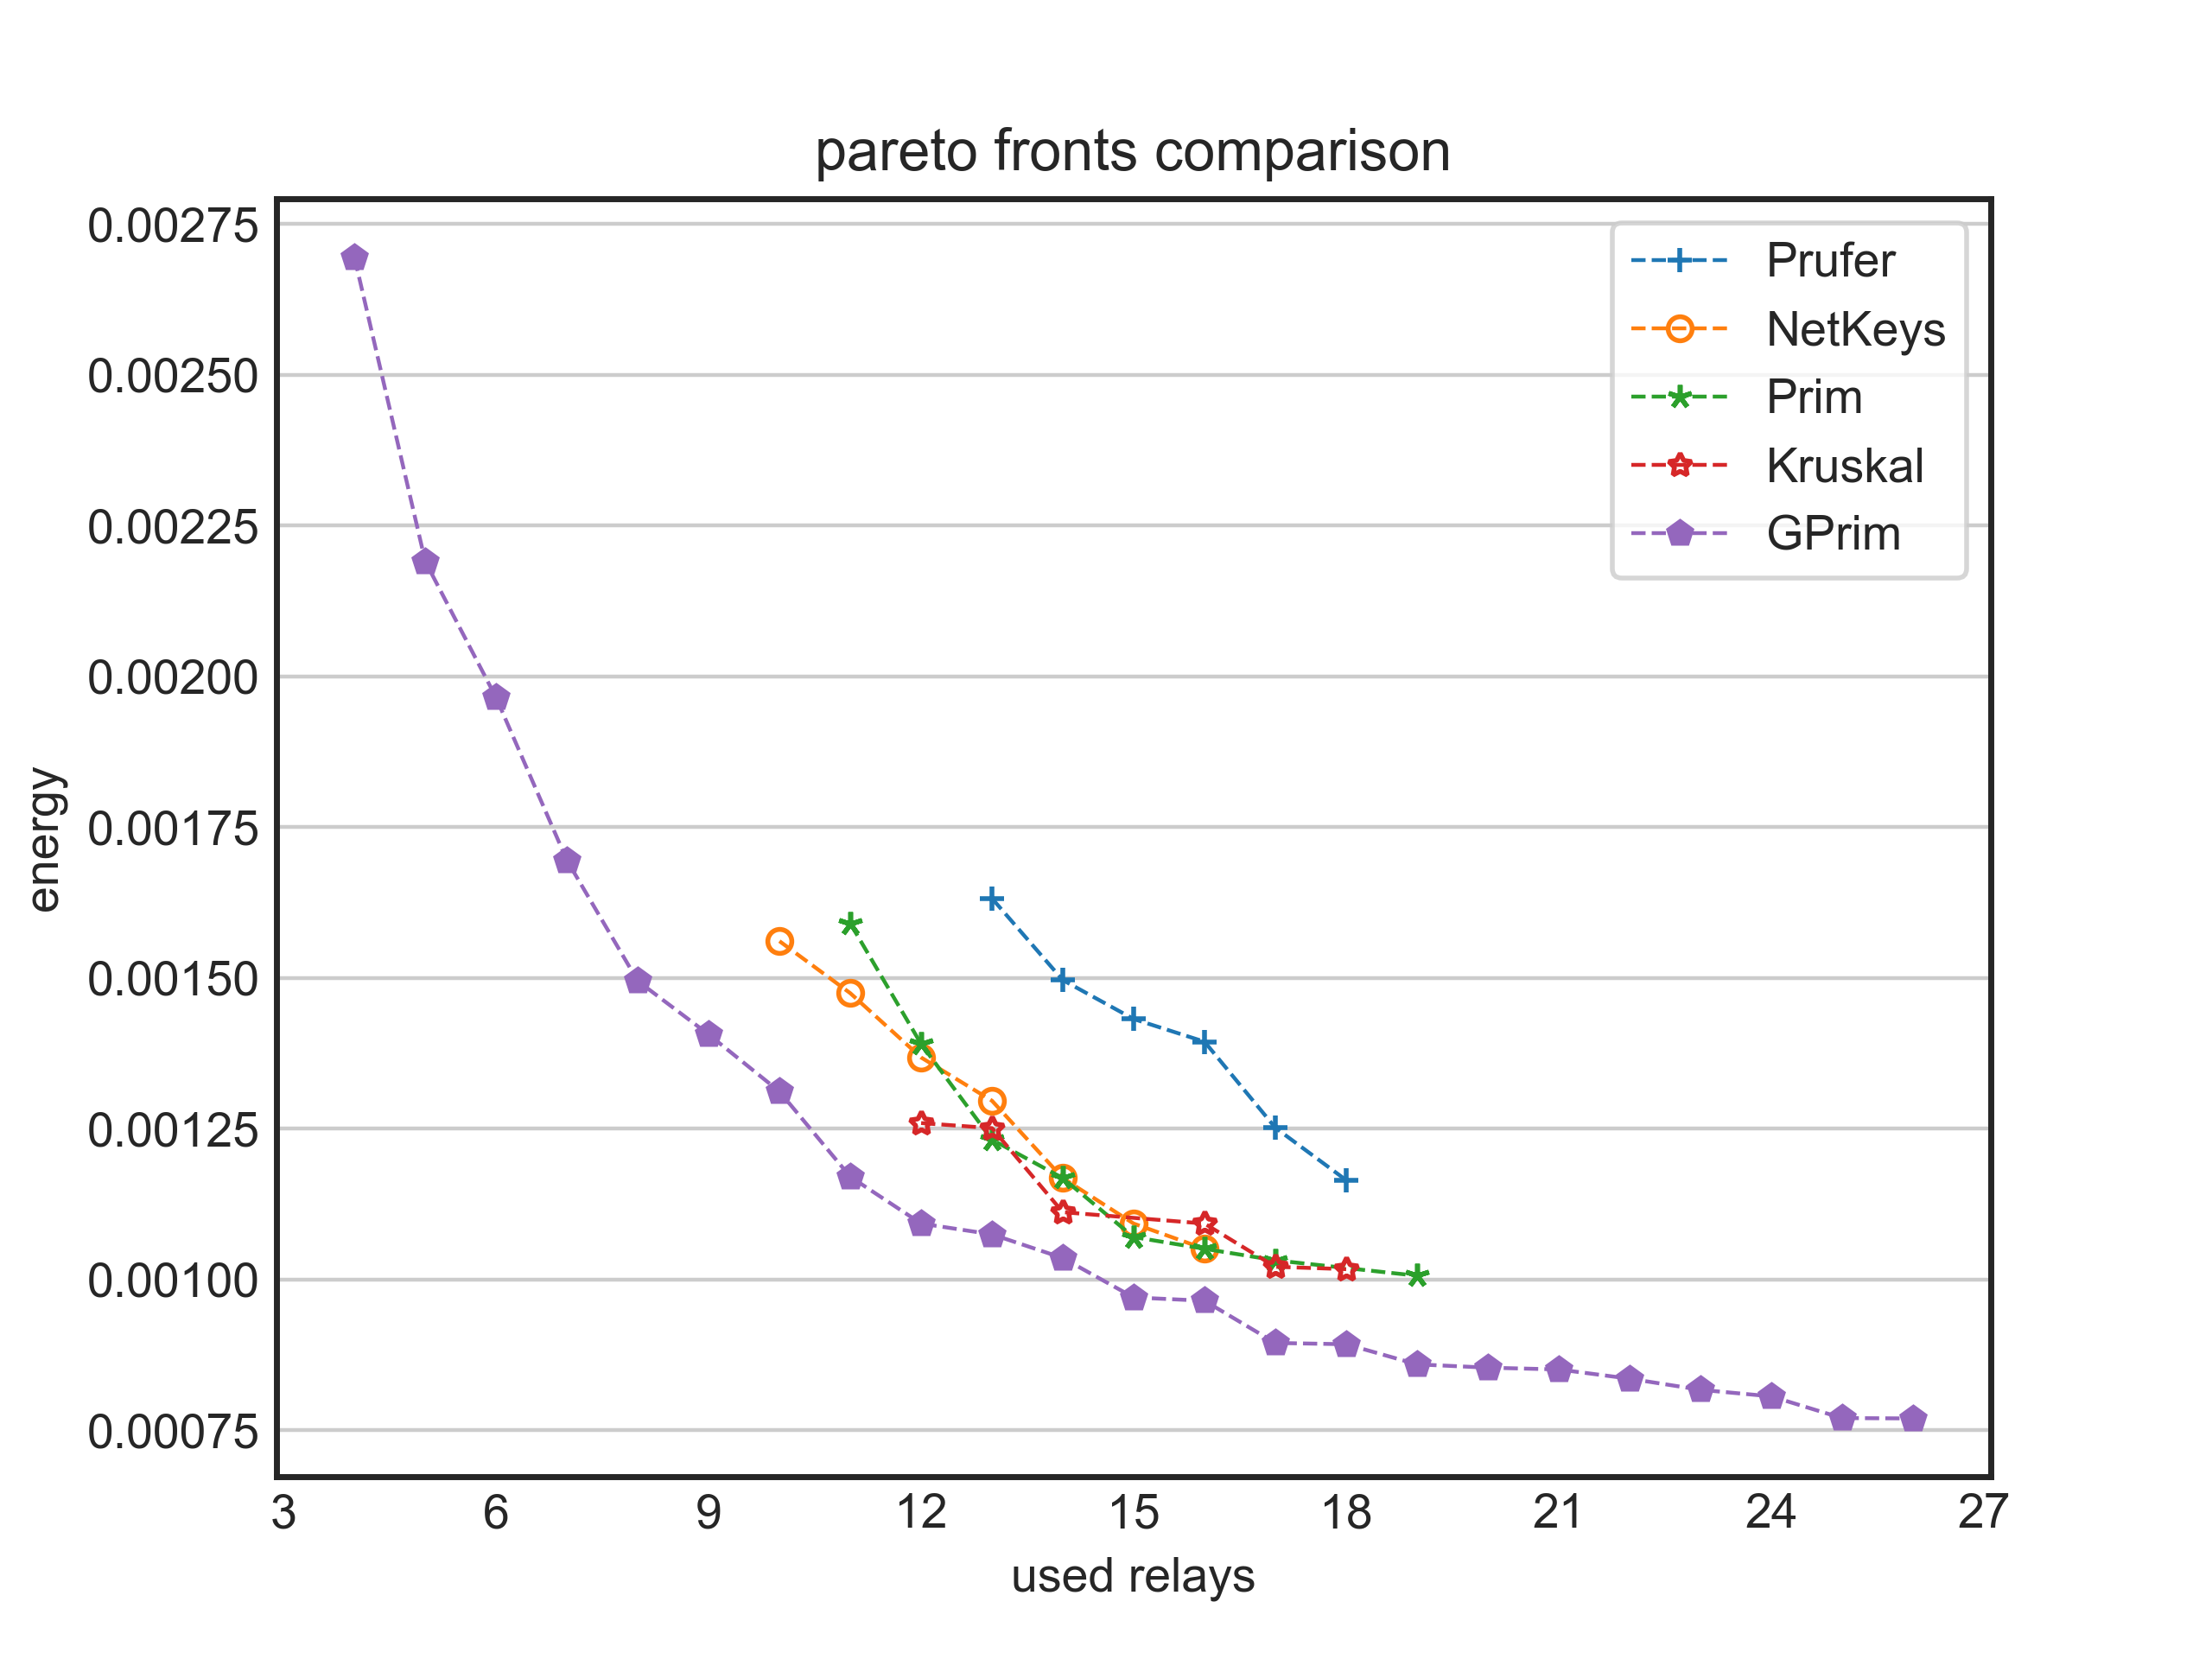 pareto fronts comparison
0.00275
0.00250
0.00225
0.00200
0.00175
0.00150
0.00125
0.00100
0.00075
energy
Prufer
NetKeys
Prim
Kruskal
GPrim
3 6 9 12 15 18 21 24 27
used relays